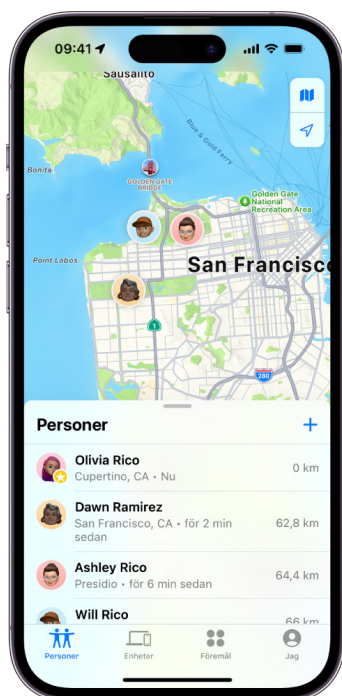 09:41
Sausalito
Blue & Gold Ferry
Bonita
GOLDEN GATE
BRIDGE
Golden Gate
National
Recreation Area
Point Lobos
San Francisco
1
280
Personer
Olivia Rico
Cupertino, CA • Nu
0 km
Dawn Ramirez
San Francisco, CA • för 2 min
sedan
62,8 km
Ashley Rico
Presidio • för 6 min sedan
64,4 km
Will Rico
66 km
Personer
Enheter
Föremål
Jag